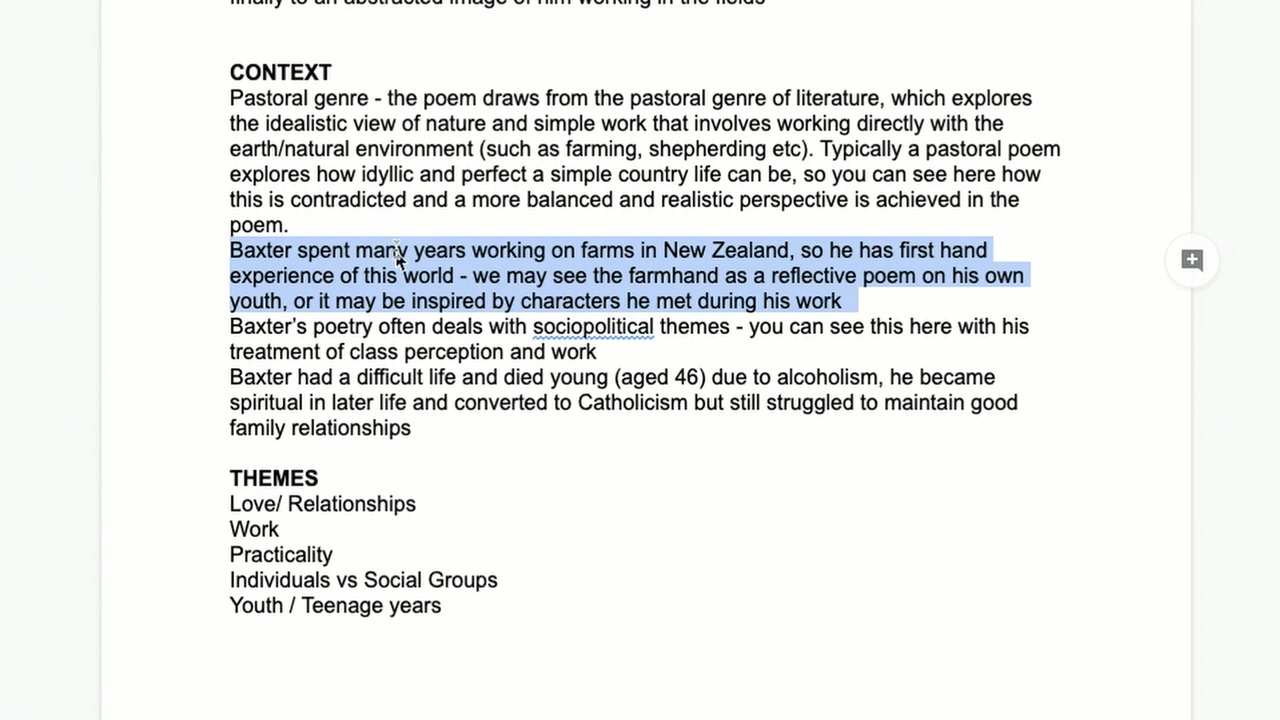 finally to an abstracted image of him working in the fields
CONTEXT
Pastoral genre - the poem draws from the pastoral genre of literature, which explores
the idealistic view of nature and simple work that involves working directly with the
earth/natural environment (such as farming, shepherding etc). Typically a pastoral poem
explores how idyllic and perfect a simple country life can be, so you can see here how
this is contradicted and a more balanced and realistic perspective is achieved in the
poem.
Baxter spent many years working on farms in New Zealand, so he has first hand
experience of this world - we may see the farmhand as a reflective poem on his own
youth, or it may be inspired by characters he met during his work
Baxter’s poetry often deals with sociopolitical themes - you can see this here with his
treatment of class perception and work
Baxter had a difficult life and died young (aged 46) due to alcoholism, he became
spiritual in later life and converted to Catholicism but still struggled to maintain good
family relationships
THEMES
Love/ Relationships
Work
Practicality
Individuals vs Social Groups
Youth / Teenage years